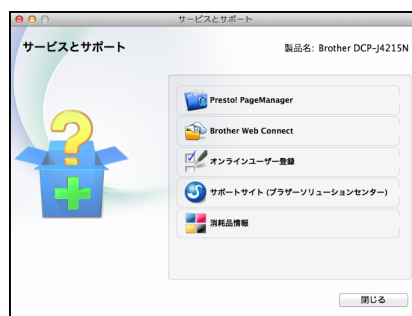 サービスとサポート
サービスとサポート
製品名: Brother DCP-J4215N
Presto! PageManager
Brother Web Connect
オンラインユーザー登録
サポートサイト (ブラザーソリューションセンター)
消耗品情報
閉じる